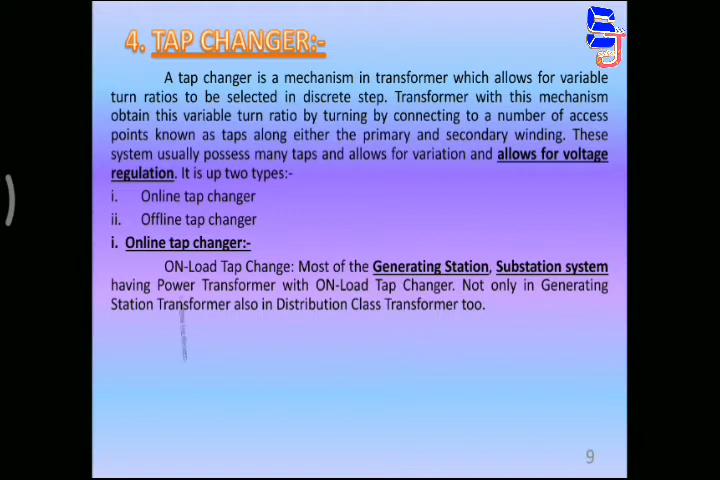 4. TAP CHANGER:-
A tap changer is a mechanism in transformer which allows for variable
turn ratios to be selected in discrete step. Transformer with this mechanism
obtain this variable turn ratio by turning by connecting to a number of access
points known as taps along either the primary and secondary winding. These
system usually possess many taps and allows for variation and allows for voltage
regulation. It is up two types:-
i. Online tap changer
ii. Offline tap changer
i. Online tap changer:-
ON-Load Tap Change: Most of the Generating Station, Substation system
having Power Transformer with ON-Load Tap Changer. Not only in Generating
Station Transformer also in Distribution Class Transformer too.
9